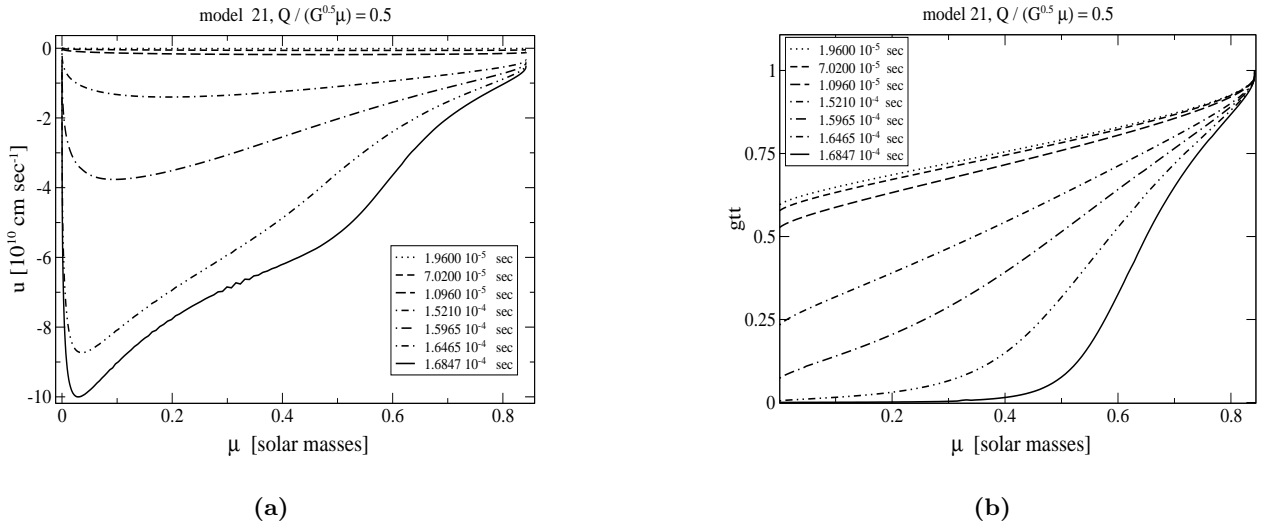 model  21, Q / (G^0.5 μ) = 0.5
u [10^10 cm sec^-1]
0
-2
-4
-6
-8
-10
0
0.2
0.4
0.6
0.8
1.9600 10^-5 sec
7.0200 10^-5 sec
1.0960 10^-5 sec
1.5210 10^-4 sec
1.5965 10^-4 sec
1.6465 10^-4 sec
1.6847 10^-4 sec
μ [solar masses]
(a)
model 21, Q / (G^0.5 μ) = 0.5
1.9600 10^-5 sec
7.0200 10^-5 sec
1.0960 10^-5 sec
1.5210 10^-4 sec
1.5965 10^-4 sec
1.6465 10^-4 sec
1.6847 10^-4 sec
gtt
1
0.75
0.5
0.25
0
0.2
0.4
0.6
0.8
μ [solar masses]
(b)